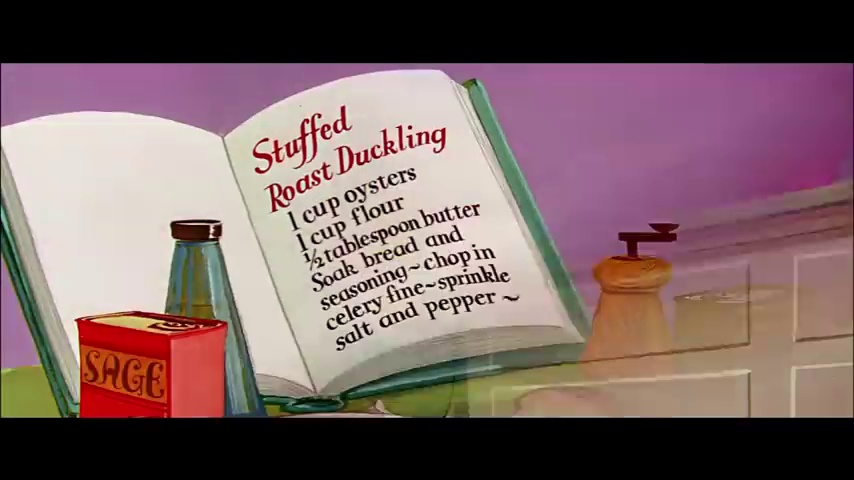 Stuffed
Roast Duckling
1 cup oysters
1 cup flour
½ tablespoon butter
Soak bread and
seasoning~chop in
celery fine~sprinkle
salt and pepper~
SAGE